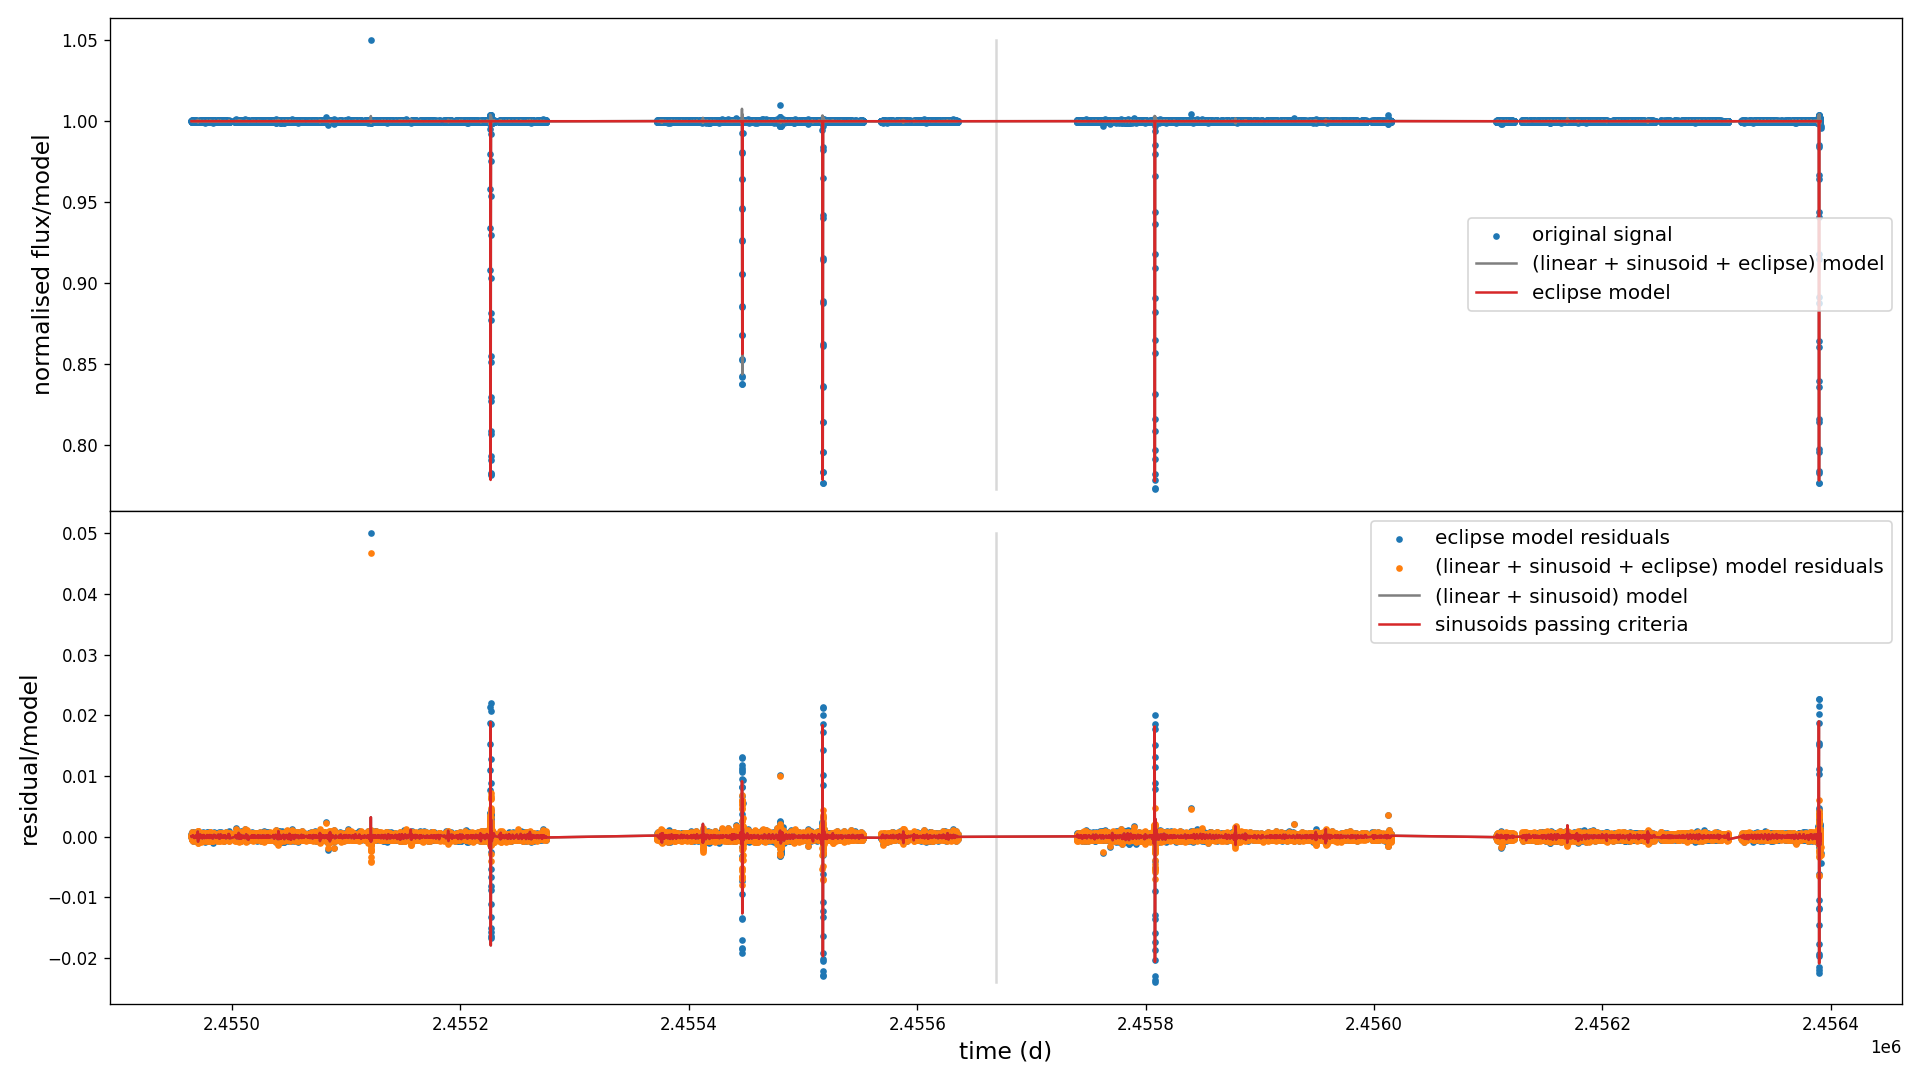 normalised flux/model
1.05
1.00
0.95
0.90
0.85
0.80
original signal
(linear + sinusoid + eclipse) model
eclipse model
residual/model
0.05
0.04
0.03
0.02
0.01
0.00
−0.01
−0.02
eclipse model residuals
(linear + sinusoid + eclipse) model residuals
(linear + sinusoid) model
sinusoids passing criteria
2.4550 2.4552 2.4554 2.4556 2.4558 2.4560 2.4562 2.4564
time (d)
1e6